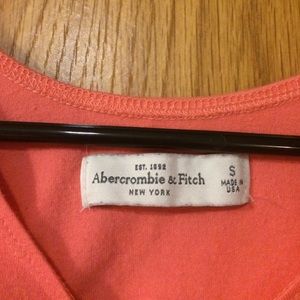 EST. 1892
Abercrombie & Fitch
NEW YORK
S
MADE IN
USA